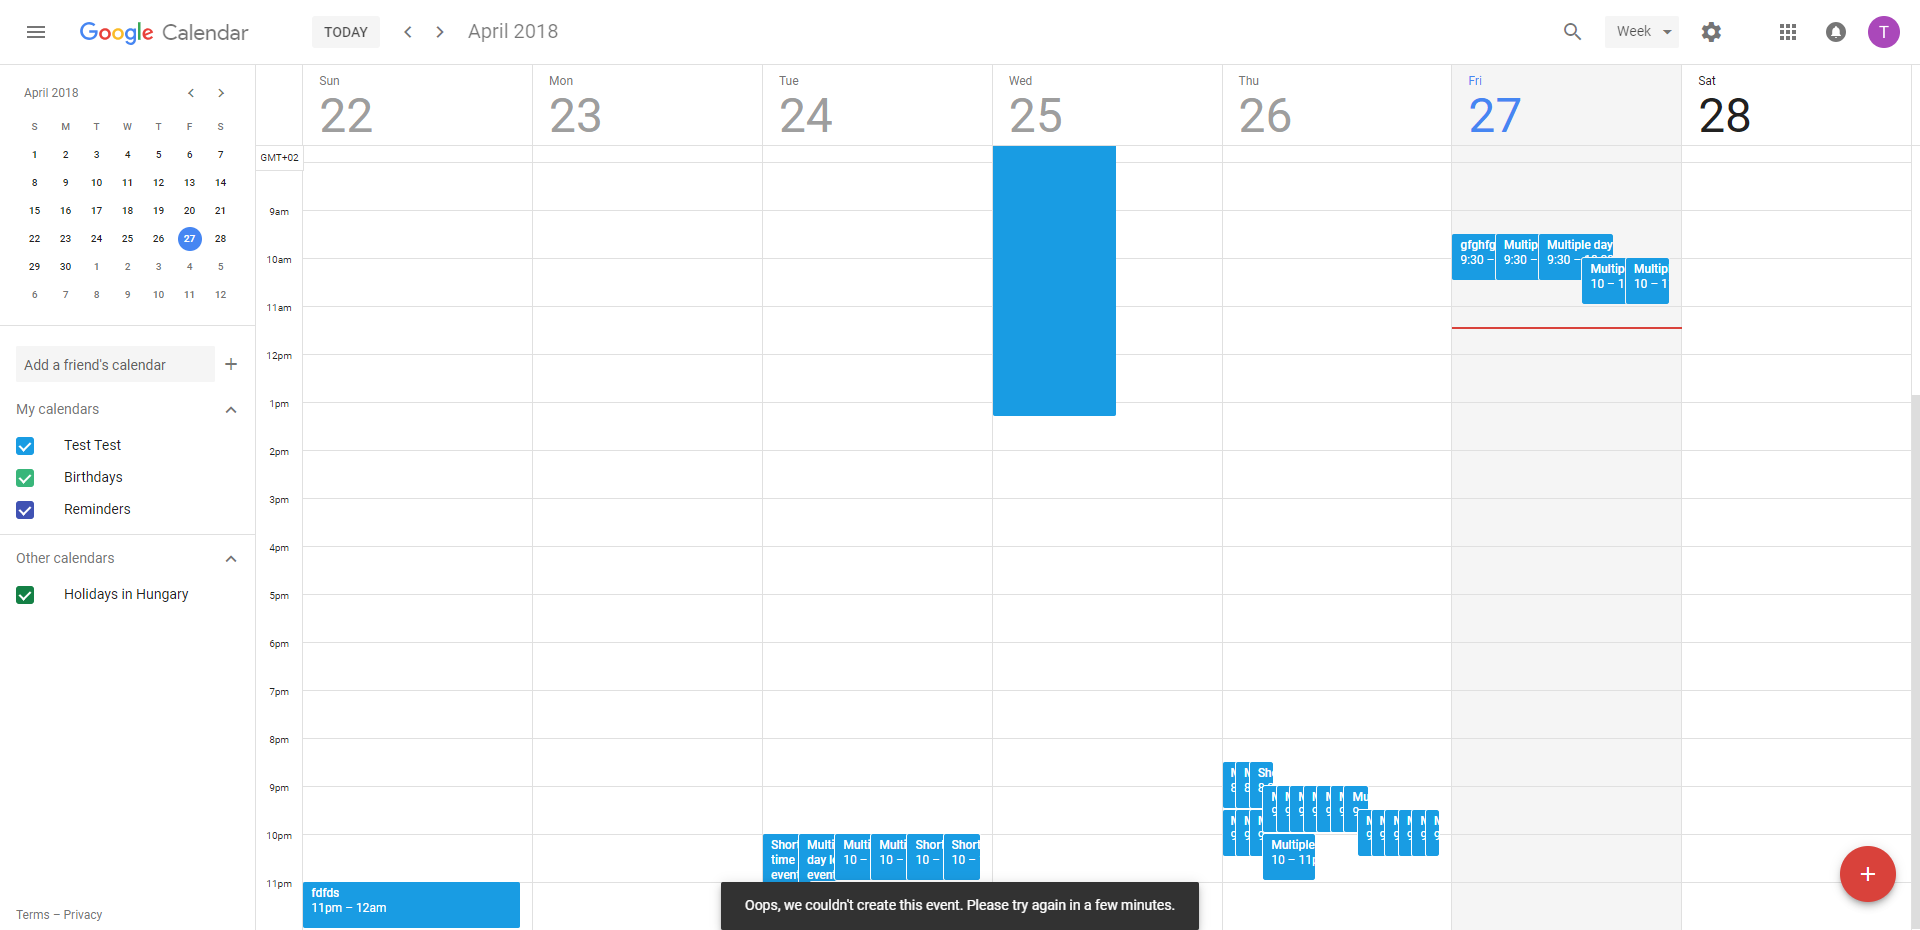 Google Calendar
TODAY
April 2018
Week
T
April 2018
S M T W T F S
1 2 3 4 5 6 7
8 9 10 11 12 13 14
15 16 17 18 19 20 21
22 23 24 25 26 27 28
29 30 1 2 3 4 5
6 7 8 9 10 11 12
Add a friend's calendar
My calendars
Test Test
Birthdays
Reminders
Other calendars
Holidays in Hungary
Terms – Privacy
Sun Mon Tue Wed Thu Fri Sat
22 23 24 25 26 27 28
GMT+02
9am
10am
11am
12pm
1pm
2pm
3pm
4pm
5pm
6pm
7pm
8pm
9pm
10pm
11pm
fdfds
11pm – 12am
Short
time
event
Multi
day l
event
Multi
10 –
Multi
10 –
Short
10 –
Short
10 –
Multiple
10 – 11p
gfghfg
9:30 –
Multip
9:30 –
Multiple day
9:30 –
Multip
10 – 1
Multip
10 – 1
Oops, we couldn't create this event. Please try again in a few minutes.